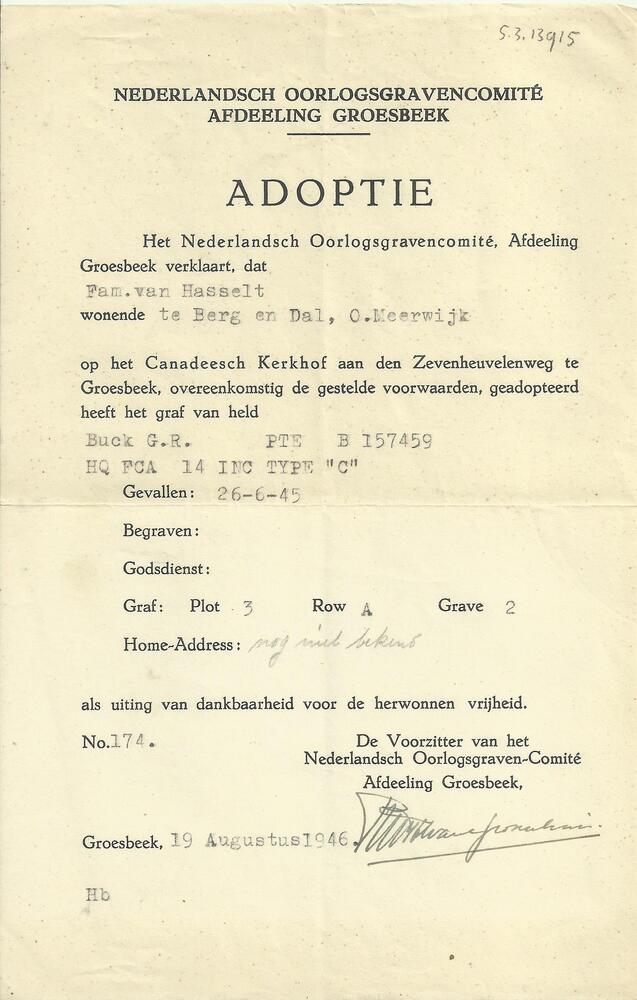 5.3.13915
NEDERLANDSCH OORLOGSGRAVENCOMITÉ
AFDEELING GROESBEEK
ADOPTIE
Het Nederlandsch Oorlogsgravencomité, Afdeeling
Groesbeek verklaart, dat
Fam.van Hasselt
wonende te Berg en Dal, O.Meerwijk
op het Canadeesch Kerkhof aan den Zevenheuvelenweg te
Groesbeek, overeenkomstig de gestelde voorwaarden, geadopteerd
heeft het graf van held
Buck G.R. PTE B 157459
HQ FCA 14 INC TYPE "C"
Gevallen: 26-6-45
Begraven:
Godsdienst:
Graf: Plot 3 Row A Grave 2
Home-Address: nog niet bekend
als uiting van dankbaarheid voor de herwonnen vrijheid.
No.174.
De Voorzitter van het
Nederlandsch Oorlogsgraven-Comité
Afdeeling Groesbeek,
Groesbeek, 19 Augustus1946.
Hb